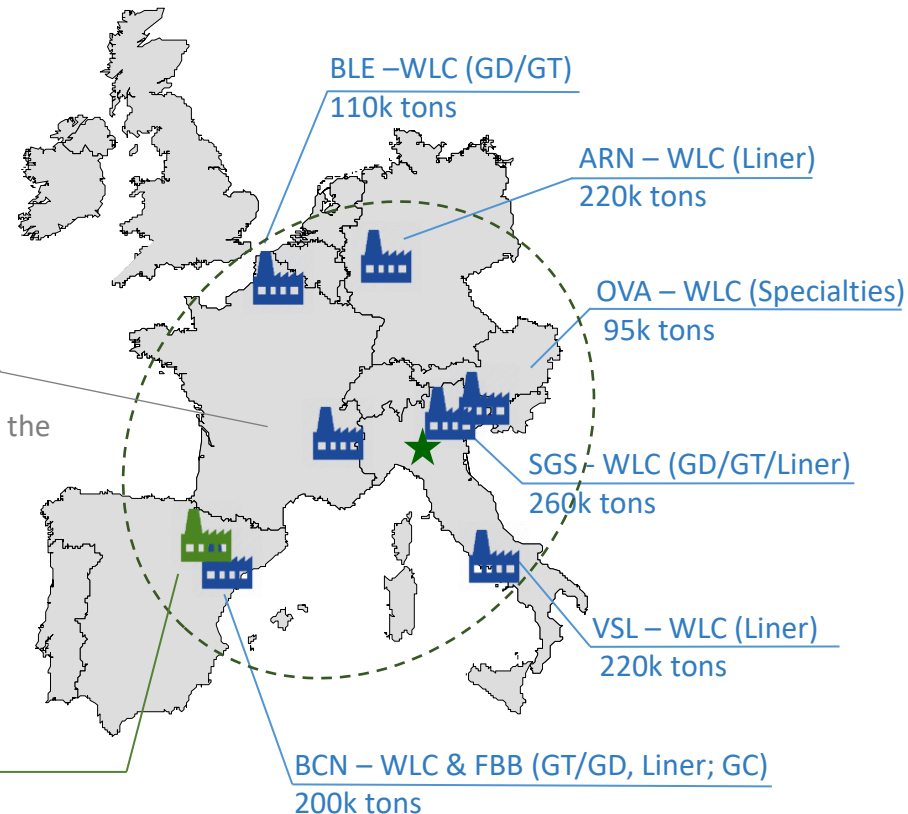 BLE –WLC (GD/GT)
110k tons
ARN – WLC (Liner)
220k tons
OVA – WLC (Specialties)
95k tons
the
SGS - WLC (GD/GT/Liner)
260k tons
VSL – WLC (Liner)
220k tons
BCN – WLC & FBB (GT/GD, Liner; GC)
200k tons